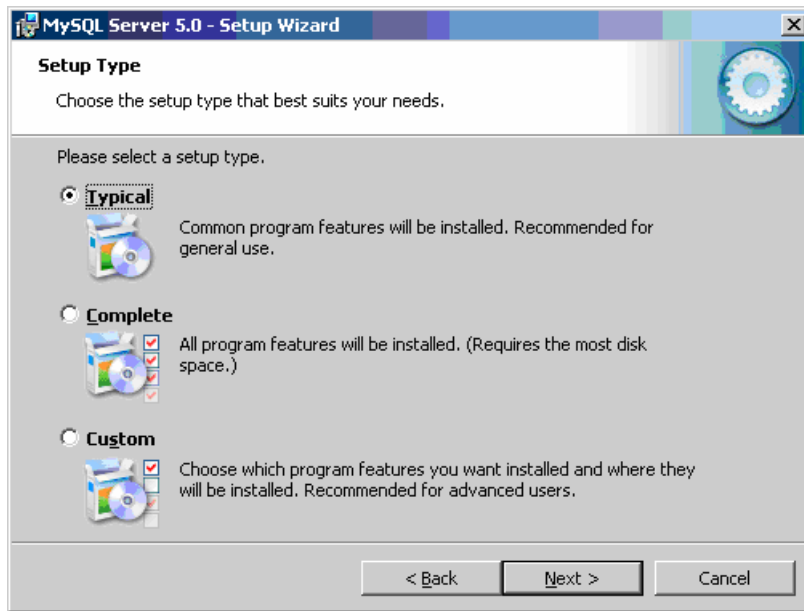 MySQL Server 5.0 - Setup Wizard
Setup Type
Choose the setup type that best suits your needs.
Please select a setup type.
Typical
Common program features will be installed. Recommended for
general use.
Complete
All program features will be installed. (Requires the most disk
space.)
Custom
Choose which program features you want installed and where they
will be installed. Recommended for advanced users.
< Back
Next >
Cancel